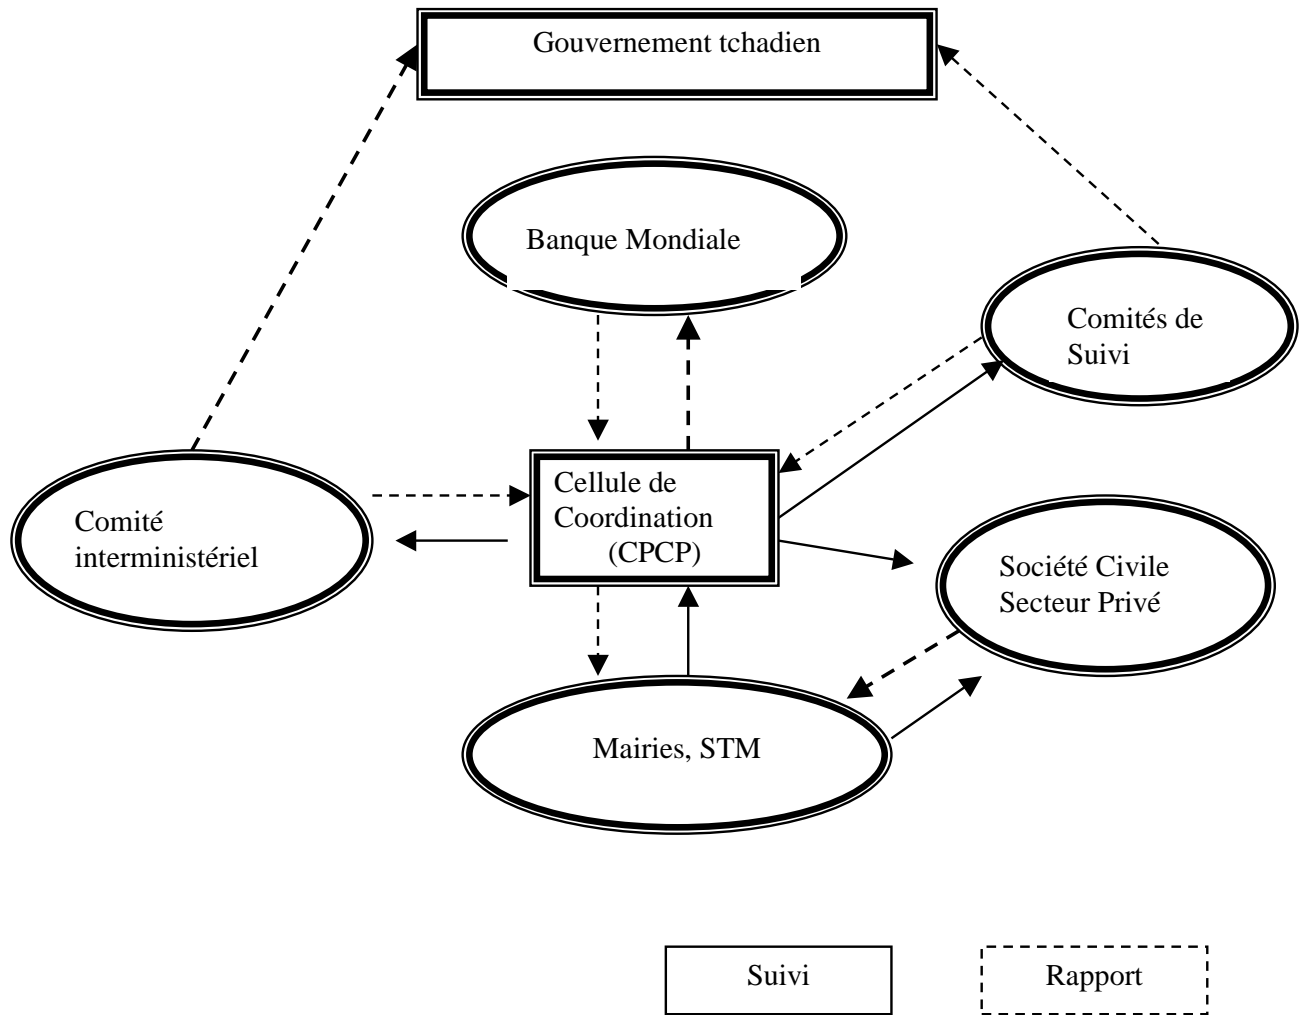 Gouvernement tchadien
Banque Mondiale
Comités de
Suivi
Cellule de
Coordination
(CPCP)
Comité
interministériel
Société Civile
Secteur Privé
Mairies, STM
Suivi
Rapport